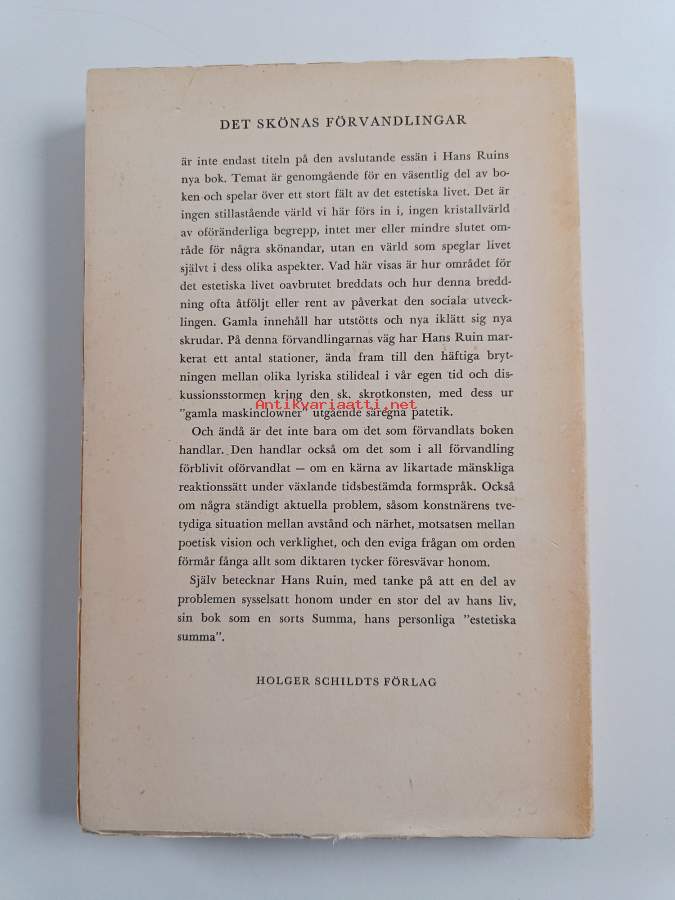 DET SKÖNAS FÖRVANDLINGAR
är inte endast titeln på den avslutande essän i Hans Ruins
nya bok. Temat är genomgående för en väsentlig del av bo-
ken och spelar över ett stort fält av det estetiska livet. Det är
ingen stillastående värld vi här förs in i, ingen kristallvärld
av oföränderliga begrepp, intet mer eller mindre slutet om-
råde för några skönandar, utan en värld som speglar livet
självt i dess olika aspekter. Vad här visas är hur området för
det estetiska livet oavbrutet breddats och hur denna bredd-
ning ofta åtföljt eller rent av påverkat den sociala utveck-
lingen. Gamla innehåll har utstötts och nya iklätt sig nya
skrudar. På denna förvandlingarnas väg har Hans Ruin mar-
kerat ett antal stationer, ända fram till den häftiga bryt-
ningen mellan olika lyriska stilideal i vår egen tid och dis-
kussionsstormen kring den sk. skrotkonsten, med dess ur
"gamla maskinclowner" utgående säregna patetik.
Antikvariaatti.net
Och ändå är det inte bara om det som förvandlats boken
handlar. Den handlar också om det som i all förvandling
förblivit oförvandlat — om en kärna av likartade mänskliga
reaktionssätt under växlande tidsbestämda formspråk. Också
om några ständigt aktuella problem, såsom konstnärens tve-
tydiga situation mellan avstånd och närhet, motsatsen mellan
poetisk vision och verklighet, och den eviga frågan om orden
förmår fånga allt som diktaren tycker föresvävar honom.
Själv betecknar Hans Ruin, med tanke på att en del av
problemen sysselsatt honom under en stor del av hans liv,
sin bok som en sorts Summa, hans personliga "estetiska
summa".
HOLGER SCHILDTS FÖRLAG